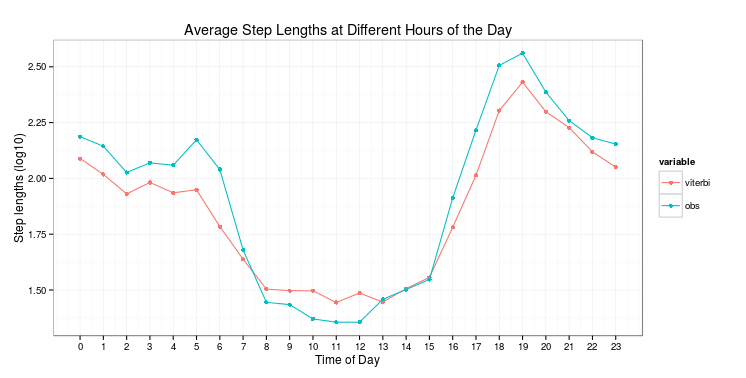 Average Step Lengths at Different Hours of the Day
Step lengths (log10)
2.50
2.25
2.00
1.75
1.50
0 1 2 3 4 5 6 7 8 9 10 11 12 13 14 15 16 17 18 19 20 21 22 23
Time of Day
variable
viterbi
obs